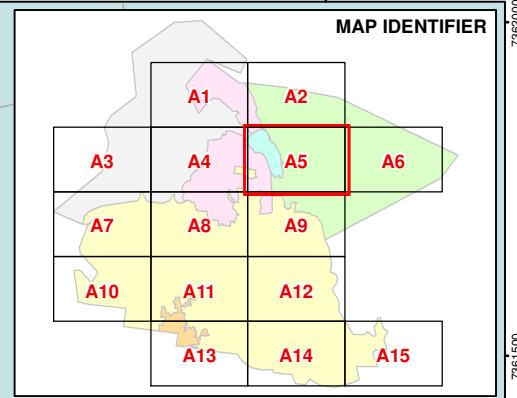 MAP IDENTIFIER
A1 A2
A3 A4 A5 A6
A7 A8 A9
A10 A11 A12
A13 A14 A15
7362000
7361500